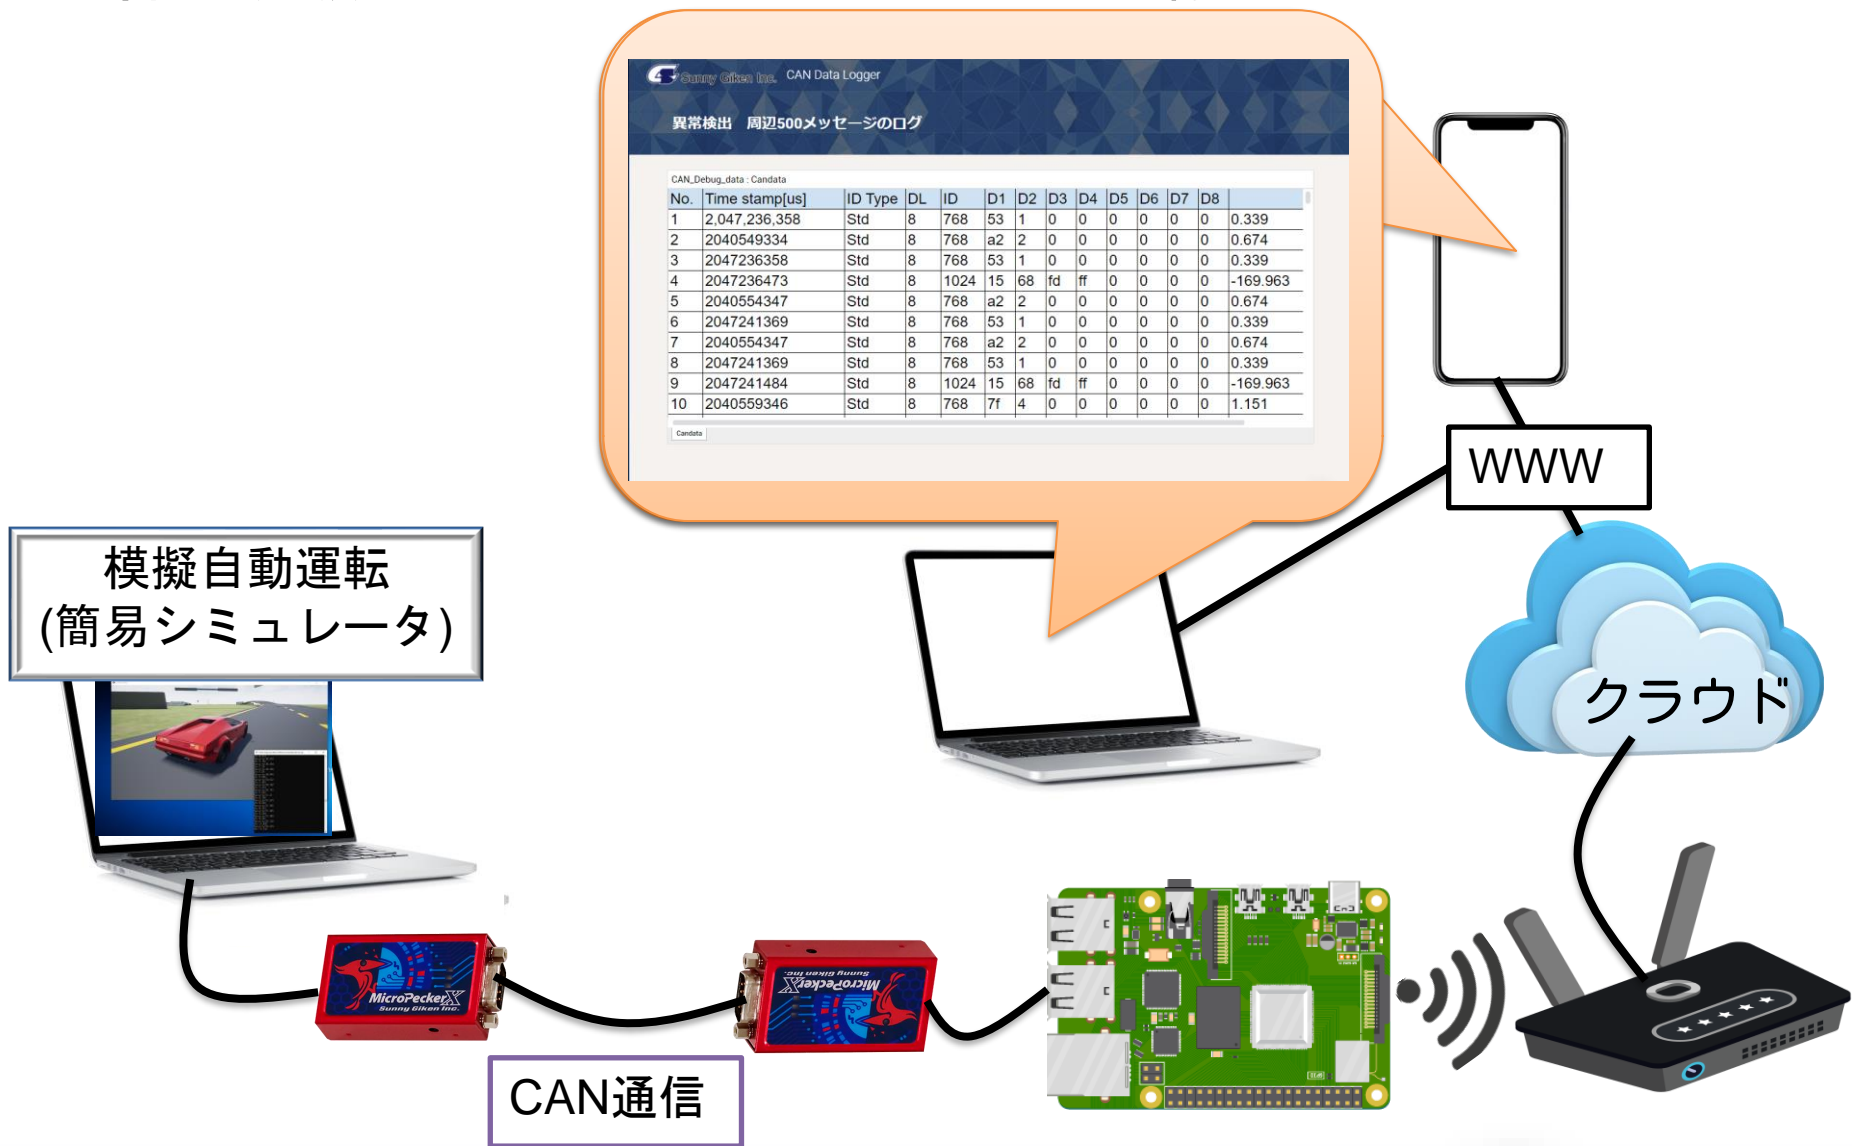 Sunny Giken Inc. CAN Data Logger
異常検出 周辺500メッセージのログ
CAN_Debug_data : Candata
No. Time stamp[us] ID Type DL ID D1 D2 D3 D4 D5 D6 D7 D8
1 2,047,236,358 Std 8 768 53 1 0 0 0 0 0 0 0.339
2 2040549334 Std 8 768 a2 2 0 0 0 0 0 0 0.674
3 2047236358 Std 8 768 53 1 0 0 0 0 0 0 0.339
4 2047236473 Std 8 1024 15 68 fd ff 0 0 0 0 -169.963
5 2040554347 Std 8 768 a2 2 0 0 0 0 0 0 0.674
6 2047241369 Std 8 768 53 1 0 0 0 0 0 0 0.339
7 2040554347 Std 8 768 a2 2 0 0 0 0 0 0 0.674
8 2047241369 Std 8 768 53 1 0 0 0 0 0 0 0.339
9 2047241484 Std 8 1024 15 68 fd ff 0 0 0 0 -169.963
10 2040559346 Std 8 768 7f 4 0 0 0 0 0 0 1.151
Candata
WWW
模擬自動運転
(簡易シミュレータ)
クラウド
MicroPeckerX
Sunny Giken Inc.
MicroPeckerX
Sunny Giken Inc.
CAN通信